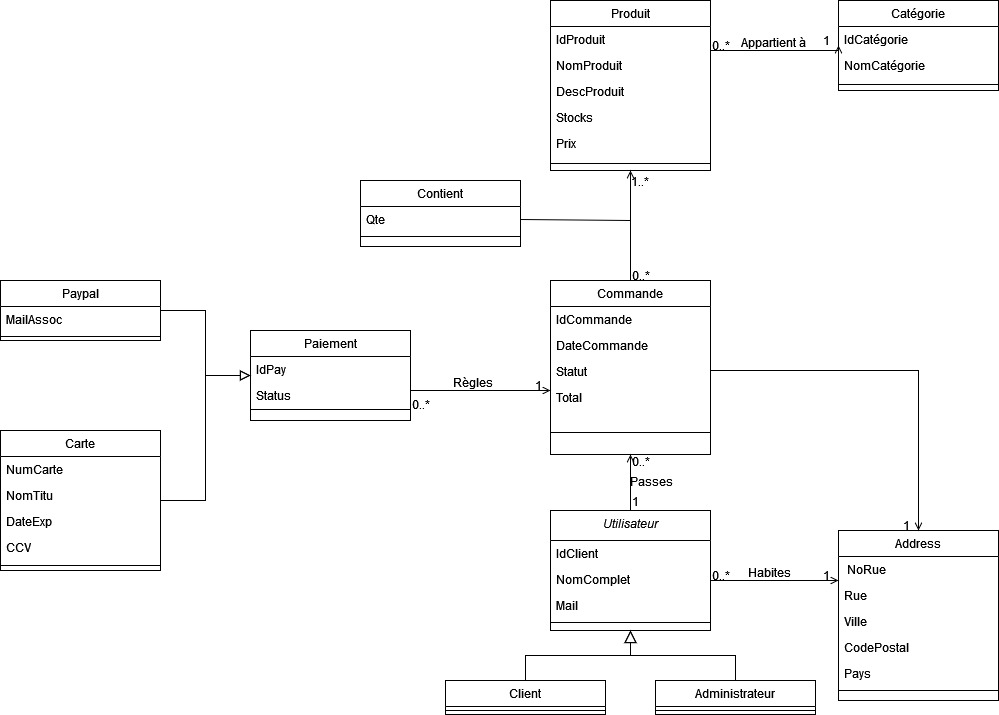 Produit
IdProduit
NomProduit
DescProduit
Stocks
Prix
0..*
Appartient à
1
Catégorie
IdCatégorie
NomCatégorie
1..*
Contient
Qte
0..*
Commande
IdCommande
DateCommande
Statut
Total
Paypal
MailAssoc
Paiement
IdPay
Status
Règles
1
0..*
Carte
NumCarte
NomTitu
DateExp
CCV
0..*
Passes
1
Utilisateur
IdClient
NomComplet
Mail
0..*
Habites
1
1
Address
NoRue
Rue
Ville
CodePostal
Pays
Client
Administrateur